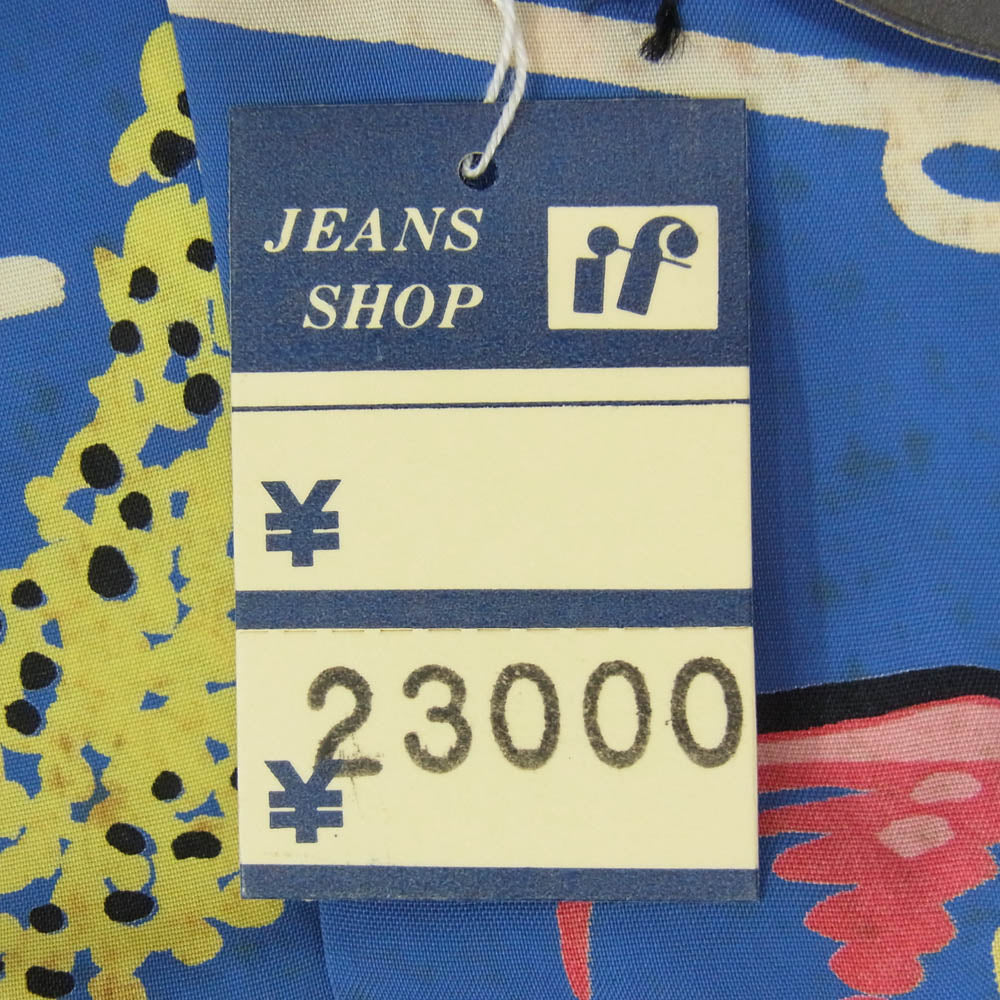 JEANS
SHOP
if
¥
23000
¥